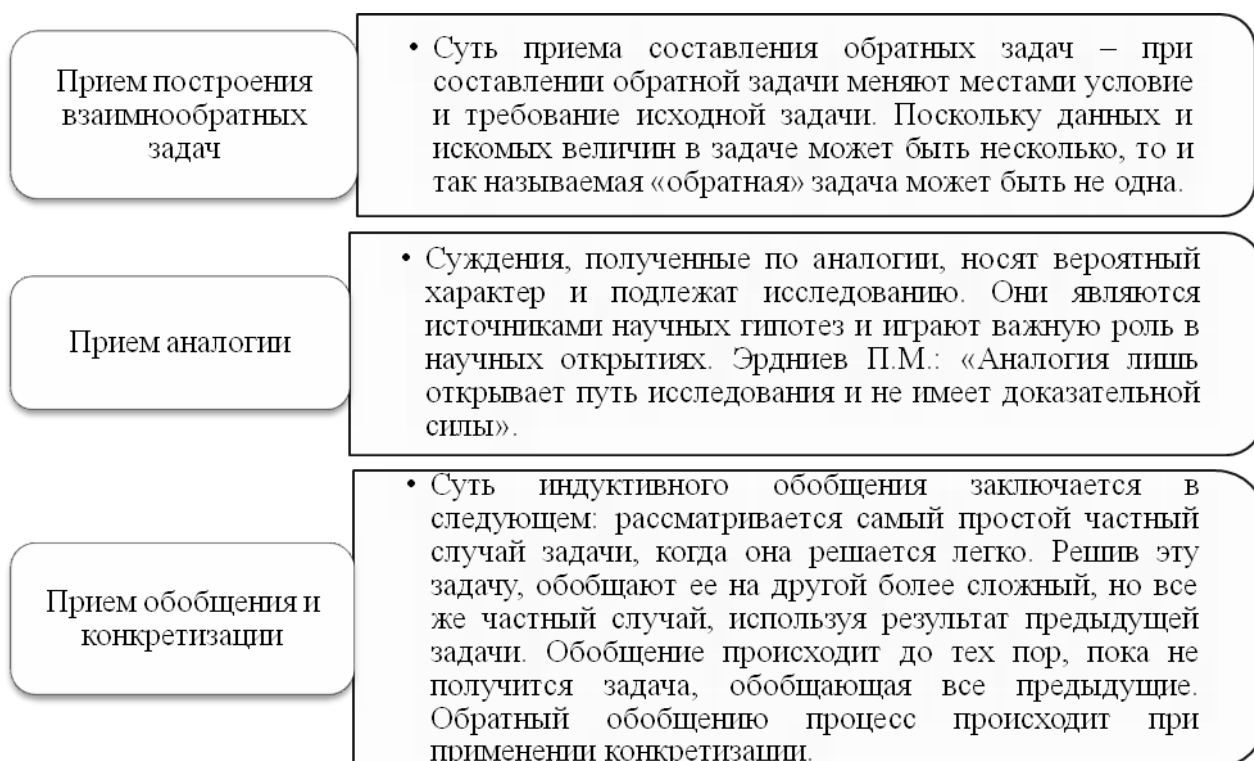 Прием построения
взаимнообратных
задач
• Суть приема составления обратных задач – при
составлении обратной задачи меняют местами условие
и требование исходной задачи. Поскольку данных и
искомых величин в задаче может быть несколько, то и
так называемая «обратная» задача может быть не одна.
Прием аналогии
• Суждения, полученные по аналогии, носят вероятный
характер и подлежат исследованию. Они являются
источниками научных гипотез и играют важную роль в
научных открытиях. Эрдниев П.М.: «Аналогия лишь
открывает путь исследования и не имеет доказательной
силы».
Прием обобщения и
конкретизации
• Суть индуктивного обобщения заключается в
следующем: рассматривается самый простой частный
случай задачи, когда она решается легко. Решив эту
задачу, обобщают ее на другой более сложный, но все
же частный случай, используя результат предыдущей
задачи. Обобщение происходит до тех пор, пока не
получится задача, обобщающая все предыдущие.
Обратный обобщению процесс происходит при
применении конкретизации.